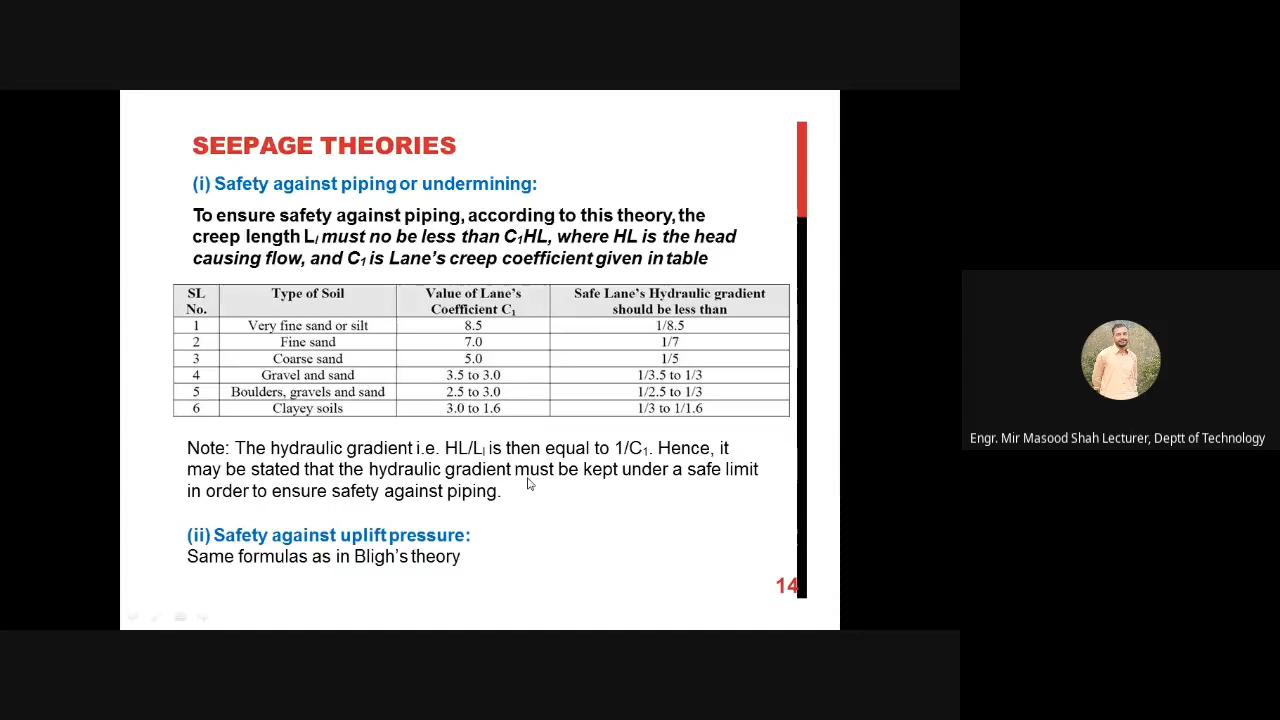 SEEPAGE THEORIES
(i) Safety against piping or undermining:
To ensure safety against piping, according to this theory, the
creep length Lₗ must no be less than C₁HL, where HL is the head
causing flow, and C₁ is Lane's creep coefficient given in table
SL No. | Type of Soil | Value of Lane's Coefficient C₁ | Safe Lane's Hydraulic gradient should be less than
1 | Very fine sand or silt | 8.5 | 1/8.5
2 | Fine sand | 7.0 | 1/7
3 | Coarse sand | 5.0 | 1/5
4 | Gravel and sand | 3.5 to 3.0 | 1/3.5 to 1/3
5 | Boulders, gravels and sand | 2.5 to 3.0 | 1/2.5 to 1/3
6 | Clayey soils | 3.0 to 1.6 | 1/3 to 1/1.6
Note: The hydraulic gradient i.e. HL/Lₗ is then equal to 1/C₁. Hence, it
may be stated that the hydraulic gradient must be kept under a safe limit
in order to ensure safety against piping.
(ii) Safety against uplift pressure:
Same formulas as in Bligh's theory
14
Engr. Mir Masood Shah Lecturer, Deptt of Technology